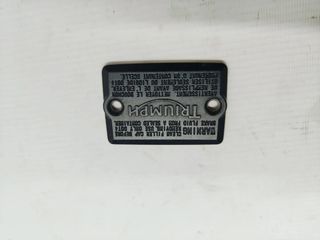 WARNING
CLEAN FILLER CAP BEFORE
REMOVING. USE ONLY DOT4
BRAKE FLUID FROM A SEALED CONTAINER.
TRIUMPH
AVERTISSEMENT. NETTOYER LE BOUCHON
DE REMPLISSAGE AVANT DE L'ENLEVER.
UTILISER SEULEMENT DU LIQUIDE DOT4
PROVENANT D'UN CONTENANT SCELLÉ.